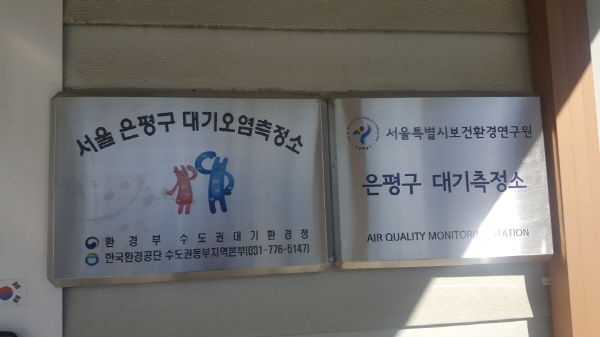 서울 은평구 대기오염측정소
환경부 수도권대기환경청
한국환경공단 수도권동부지역본부(031-776-5147)
서울특별시보건환경연구원
은평구 대기측정소
AIR QUALITY MONITORING STATION